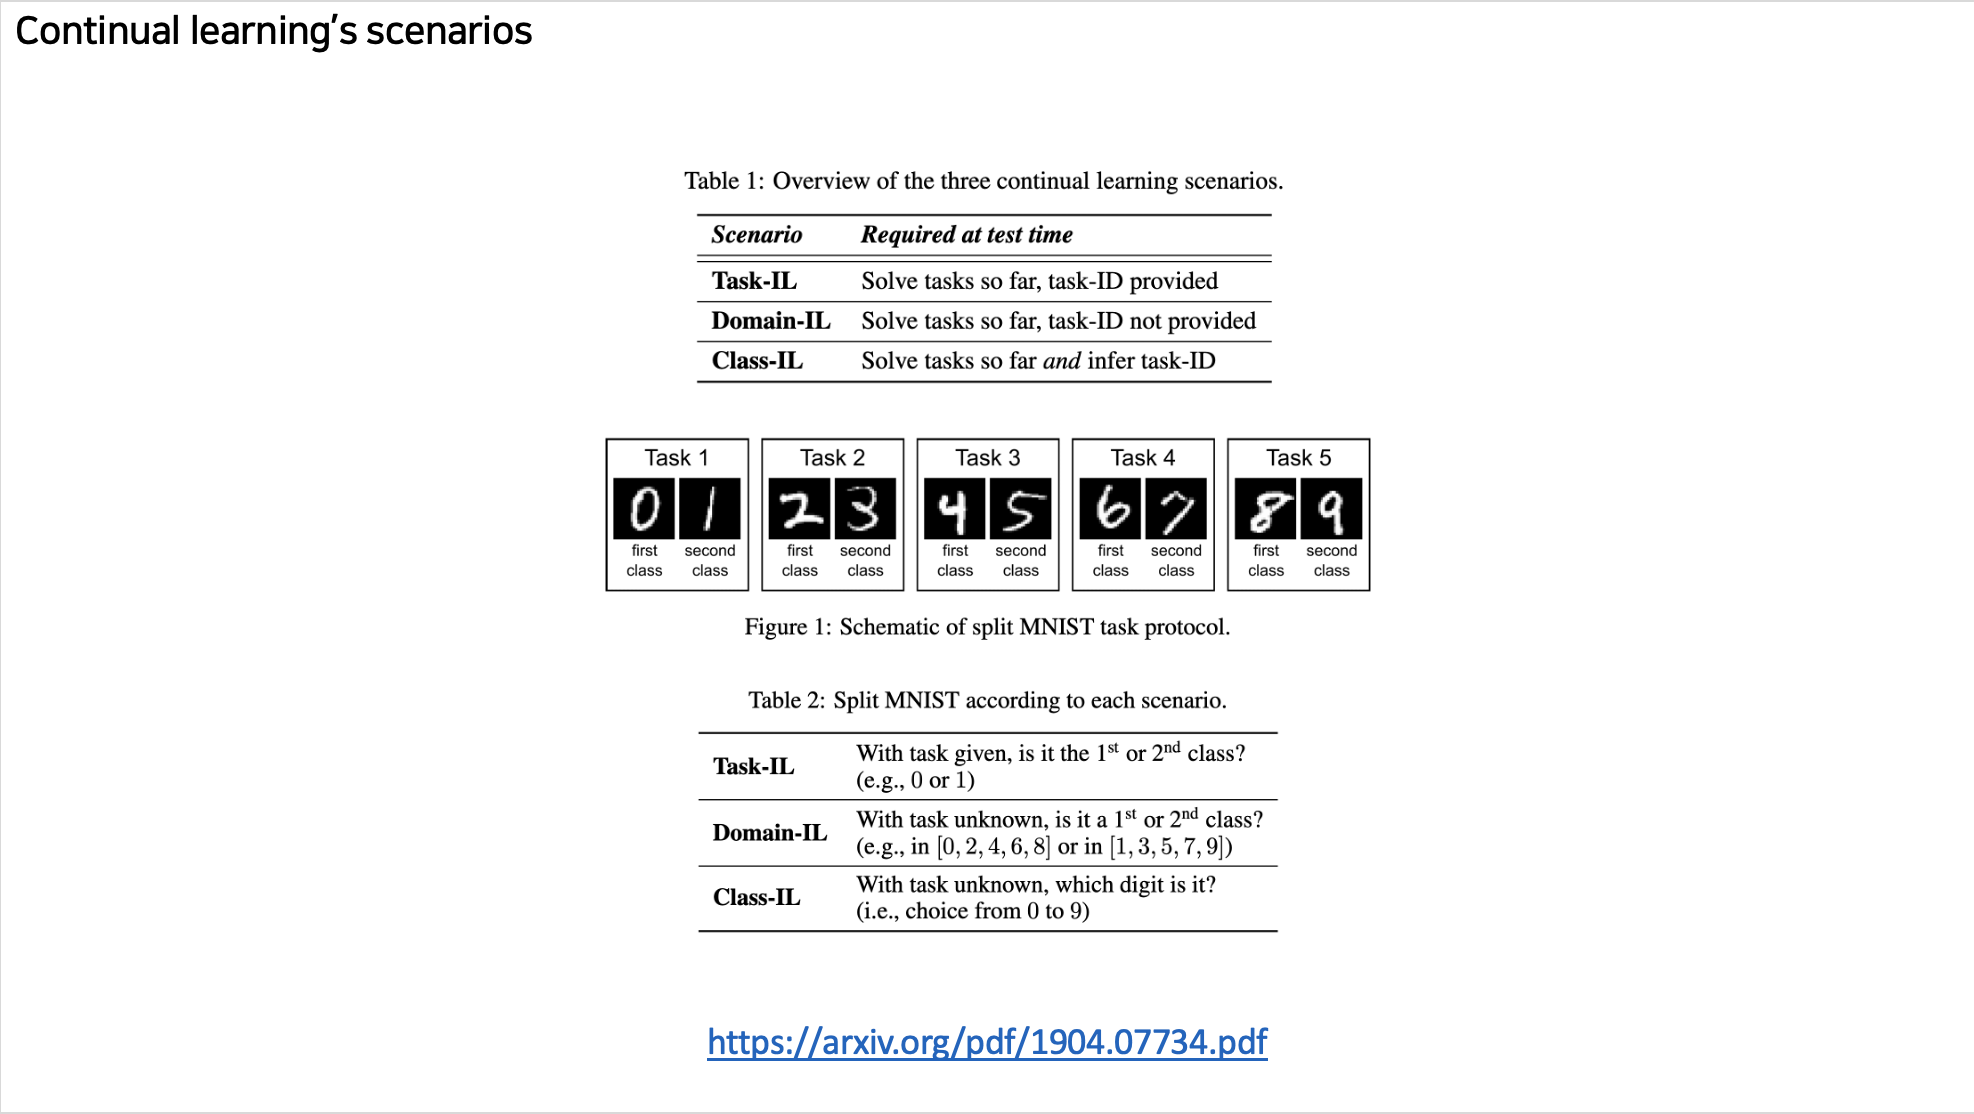 Continual learning's scenarios
Table 1: Overview of the three continual learning scenarios.
Scenario Required at test time
Task-IL Solve tasks so far, task-ID provided
Domain-IL Solve tasks so far, task-ID not provided
Class-IL Solve tasks so far and infer task-ID
Task 1 Task 2 Task 3 Task 4 Task 5
0 1 2 3 4 5 6 7 8 9
first second first second first second first second first second
class class class class class class class class class class
Figure 1: Schematic of split MNIST task protocol.
Table 2: Split MNIST according to each scenario.
Task-IL With task given, is it the 1st or 2nd class?
(e.g., 0 or 1)
Domain-IL With task unknown, is it a 1st or 2nd class?
(e.g., in [0, 2, 4, 6, 8] or in [1, 3, 5, 7, 9])
Class-IL With task unknown, which digit is it?
(i.e., choice from 0 to 9)
https://arxiv.org/pdf/1904.07734.pdf